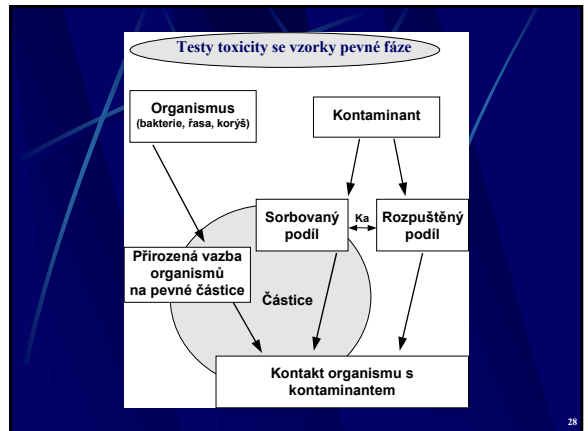 Testy toxicity se vzorky pevné fáze
Organismus
(bakterie, řasa, korýš)
Kontaminant
Sorbovaný
podíl
Ka
Rozpuštěný
podíl
Přirozená vazba
organismů
na pevné částice
Částice
Kontakt organismu s
kontaminantem
28